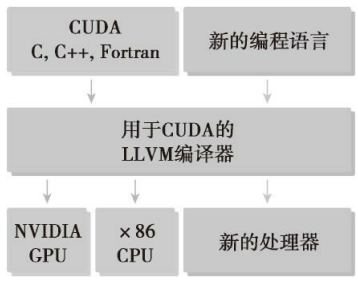 CUDA
C, C++, Fortran
新的编程语言
用于CUDA的
LLVM编译器
NVIDIA
GPU
×86
CPU
新的处理器